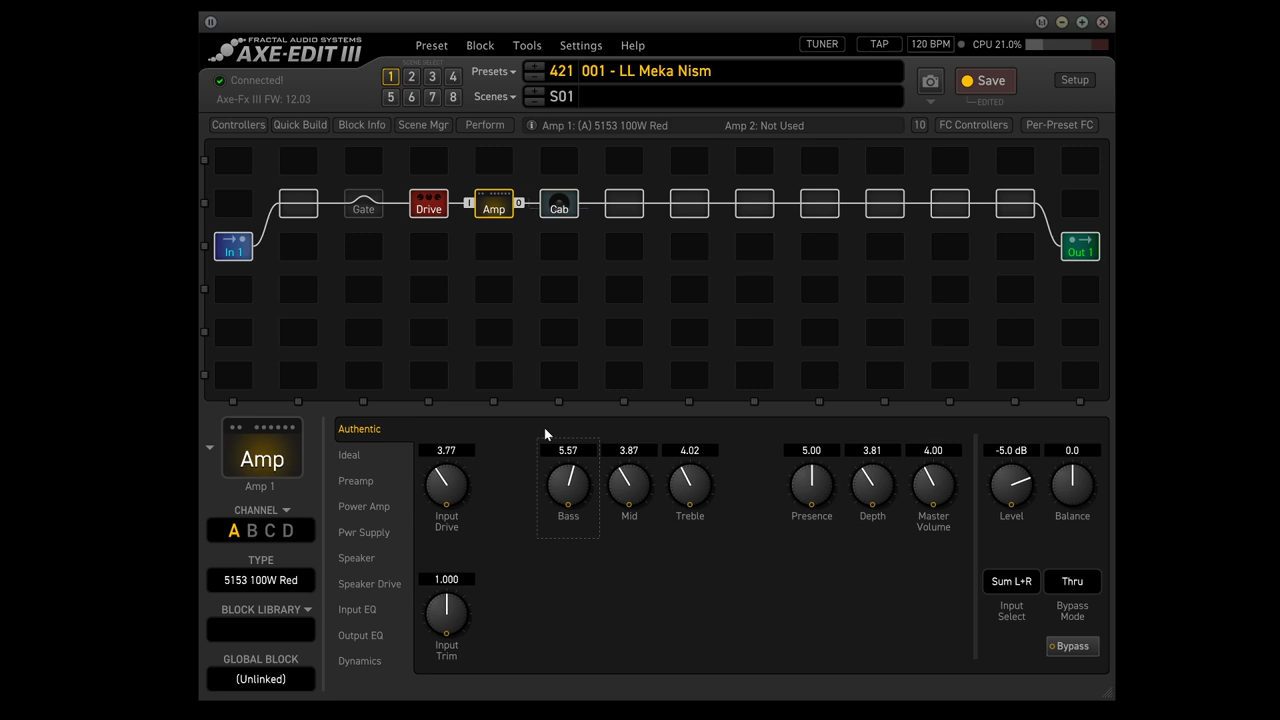 FRACTAL AUDIO SYSTEMS
AXE-EDIT III
Preset Block Tools Settings Help
TUNER TAP 120 BPM CPU 21.0%
Connected!
Axe-Fx III FW: 12.03
SCENE SELECT
1 2 3 4
5 6 7 8
Presets 421 001 - LL Meka Nism
Scenes S01
Save
EDITED
Setup
Controllers Quick Build Block Info Scene Mgr Perform Amp 1: (A) 5153 100W Red Amp 2: Not Used 10 FC Controllers Per-Preset FC
Gate Drive I Amp O Cab
In 1 Out 1
Amp
Amp 1
CHANNEL
A B C D
TYPE
5153 100W Red
BLOCK LIBRARY
GLOBAL BLOCK
(Unlinked)
Authentic
Ideal
Preamp
Power Amp
Pwr Supply
Speaker
Speaker Drive
Input EQ
Output EQ
Dynamics
3.77 5.57 3.87 4.02 5.00 3.81 4.00 -5.0 dB 0.0
Input Drive Bass Mid Treble Presence Depth Master Volume Level Balance
1.000
Input Trim
Sum L+R Thru
Input Select Bypass Mode
Bypass